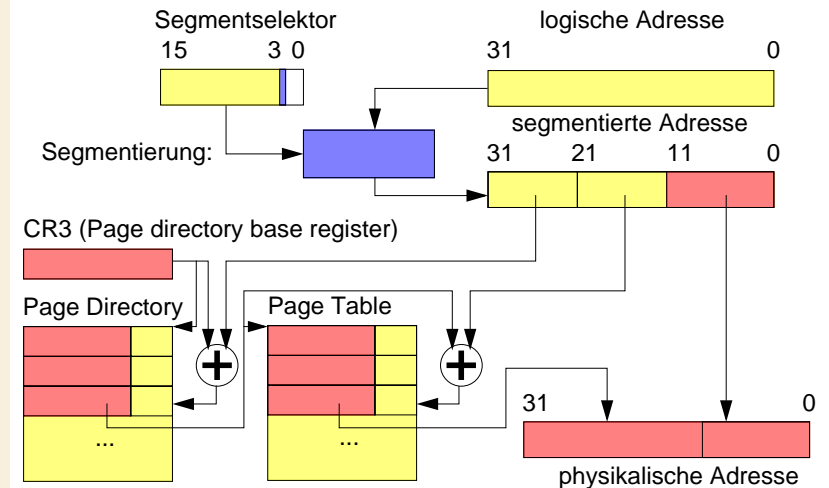 Segmentselektor
logische Adresse
15 3 0
31 0
segmentierte Adresse
Segmentierung:
31 21 11 0
CR3 (Page directory base register)
Page Directory
Page Table
+
+
31 0
...
...
physikalische Adresse